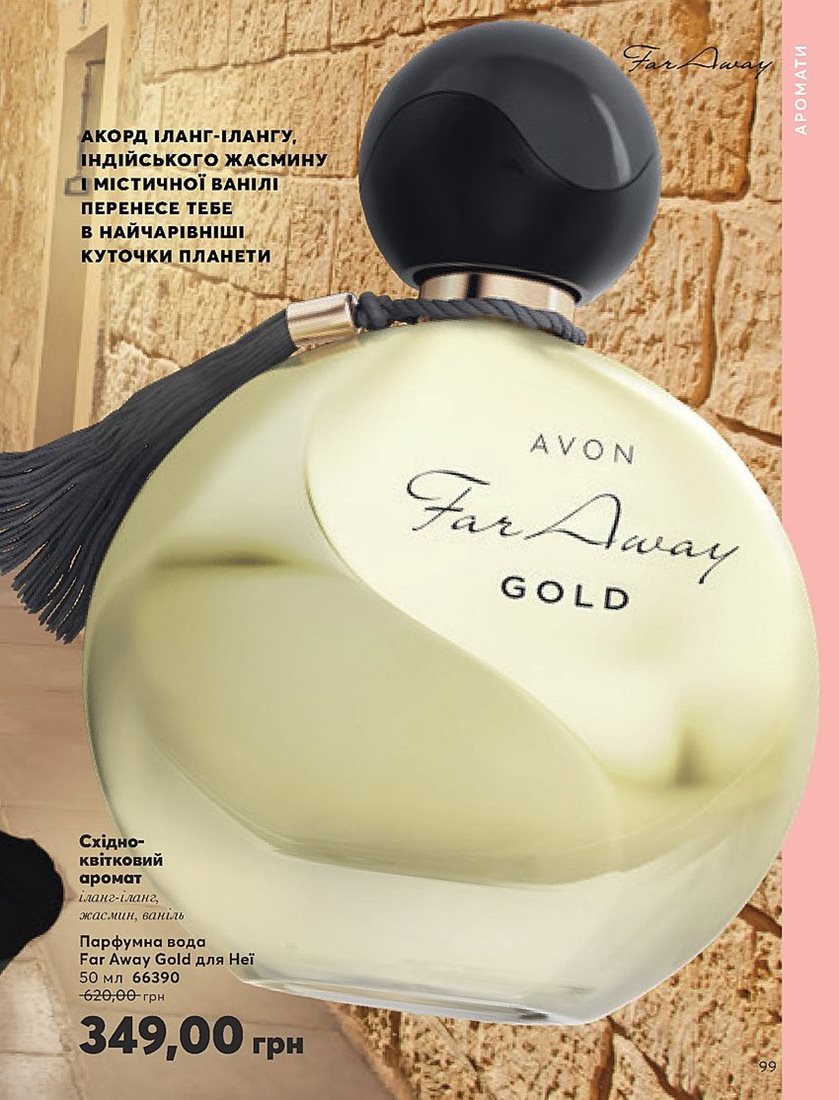 Far Away
АРОМАТИ
АКОРД ІЛАНГ-ІЛАНГУ,
ІНДІЙСЬКОГО ЖАСМИНУ
І МІСТИЧНОЇ ВАНІЛІ
ПЕРЕНЕСЕ ТЕБЕ
В НАЙЧАРІВНІШІ
КУТОЧКИ ПЛАНЕТИ
AVON
Far Away
GOLD
Східно-
квітковий
аромат
іланг-іланг,
жасмин, ваніль
Парфумна вода
Far Away Gold для Неї
50 мл 66390
620,00 грн
349,00 грн
99